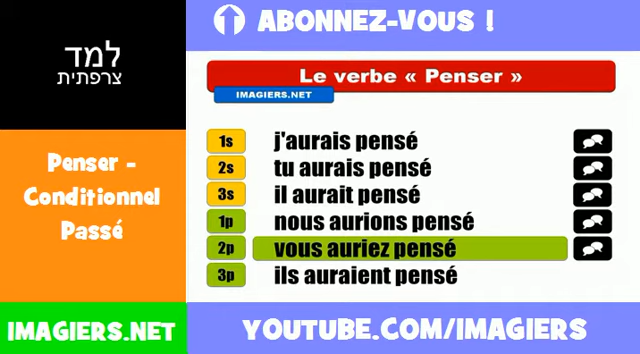 למד
צרפתית
Penser -
Conditionnel
Passé
IMAGIERS.NET
ABONNEZ-VOUS !
Le verbe « Penser »
IMAGIERS.NET
1s j'aurais pensé
2s tu aurais pensé
3s il aurait pensé
1p nous aurions pensé
2p vous auriez pensé
3p ils auraient pensé
YOUTUBE.COM/IMAGIERS